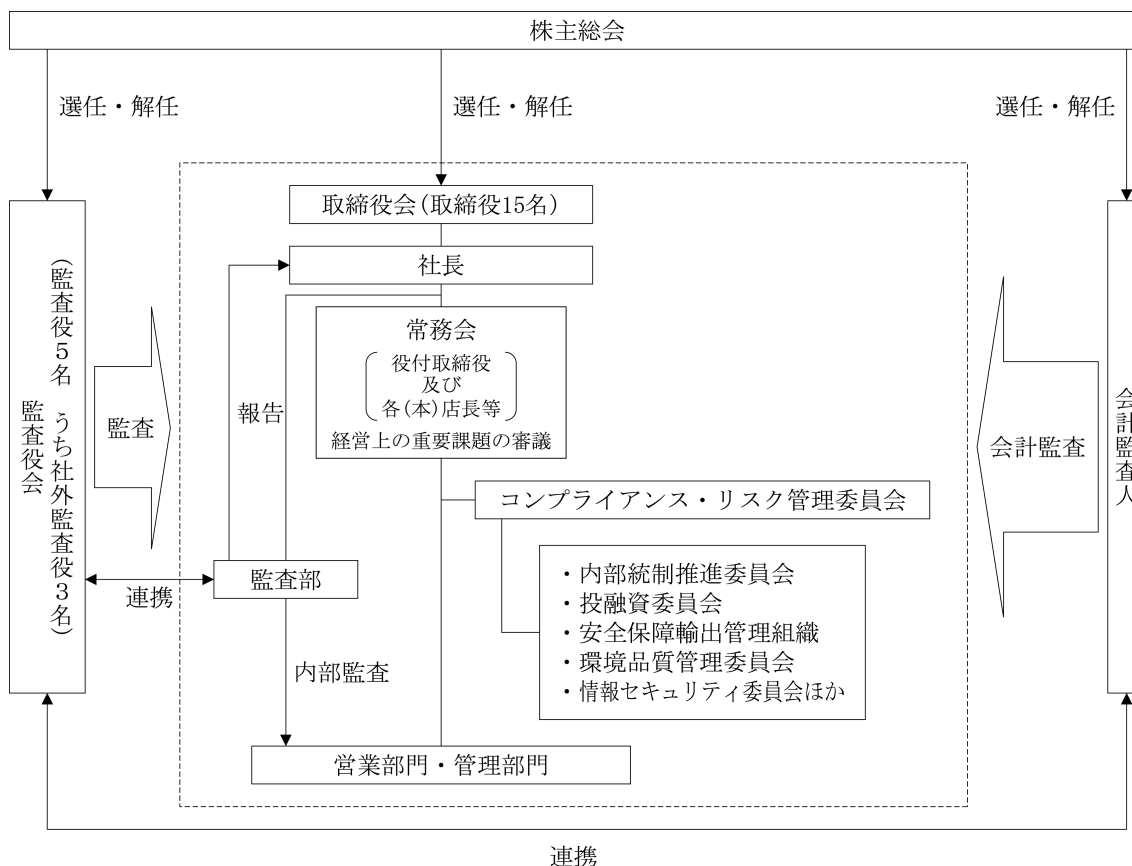 株主総会
選任・解任
選任・解任
選任・解任
取締役会(取締役15名)
社長
常務会
役付取締役
及び
各(本)店長等
経営上の重要課題の審議
報告
監査役会
(監査役5名 うち社外監査役3名)
監査
会計監査
会計監査人
コンプライアンス・リスク管理委員会
・内部統制推進委員会
・投融資委員会
・安全保障輸出管理組織
・環境品質管理委員会
・情報セキュリティ委員会ほか
監査部
連携
内部監査
営業部門・管理部門
連携